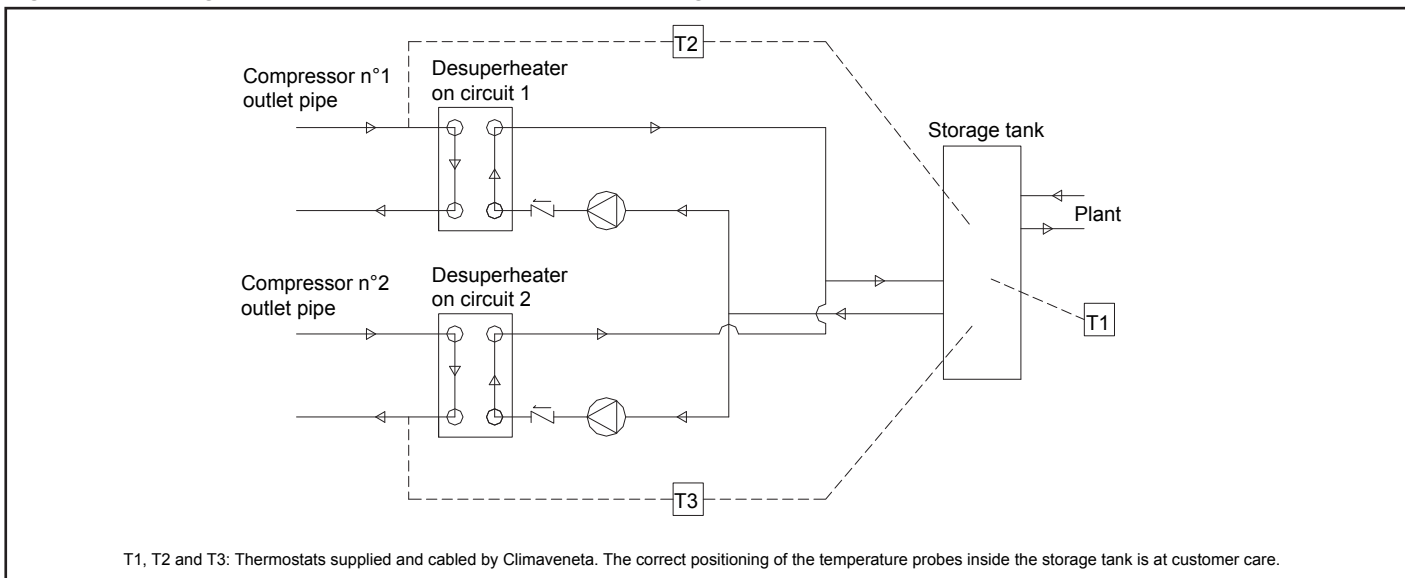 T2
Compressor n°1
outlet pipe
Desuperheater
on circuit 1
Storage tank
Plant
Compressor n°2
outlet pipe
Desuperheater
on circuit 2
T1
T3
T1, T2 and T3: Thermostats supplied and cabled by Climaveneta. The correct positioning of the temperature probes inside the storage tank is at customer care.